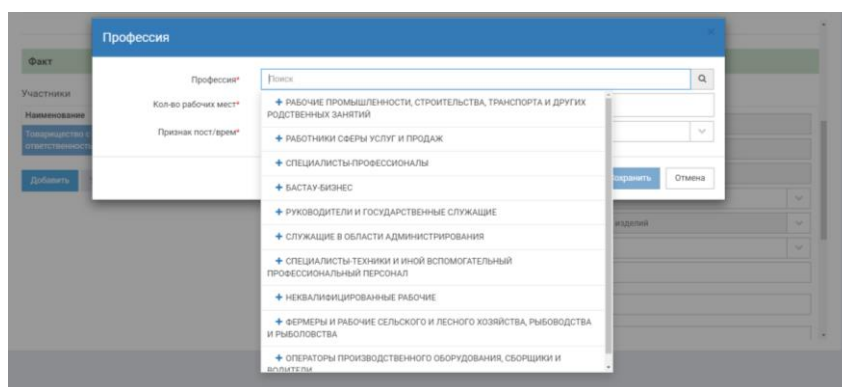 Профессия
×
Факт
Участники
Наименование
Товарищество с
ответственность
Добавить
Профессия*
Поиск
Кол-во рабочих мест*
Признак пост/врем*
+ РАБОЧИЕ ПРОМЫШЛЕННОСТИ, СТРОИТЕЛЬСТВА, ТРАНСПОРТА И ДРУГИХ
РОДСТВЕННЫХ ЗАНЯТИЙ
+ РАБОТНИКИ СФЕРЫ УСЛУГ И ПРОДАЖ
+ СПЕЦИАЛИСТЫ-ПРОФЕССИОНАЛЫ
+ БАСТАУ-БИЗНЕС
+ РУКОВОДИТЕЛИ И ГОСУДАРСТВЕННЫЕ СЛУЖАЩИЕ
+ СЛУЖАЩИЕ В ОБЛАСТИ АДМИНИСТРИРОВАНИЯ
+ СПЕЦИАЛИСТЫ-ТЕХНИКИ И ИНОЙ ВСПОМОГАТЕЛЬНЫЙ
ПРОФЕССИОНАЛЬНЫЙ ПЕРСОНАЛ
+ НЕКВАЛИФИЦИРОВАННЫЕ РАБОЧИЕ
+ ФЕРМЕРЫ И РАБОЧИЕ СЕЛЬСКОГО И ЛЕСНОГО ХОЗЯЙСТВА, РЫБОВОДСТВА
И РЫБОЛОВСТВА
+ ОПЕРАТОРЫ ПРОИЗВОДСТВЕННОГО ОБОРУДОВАНИЯ, СБОРЩИКИ И
ВОДИТЕЛИ
охранить
Отмена
изделий